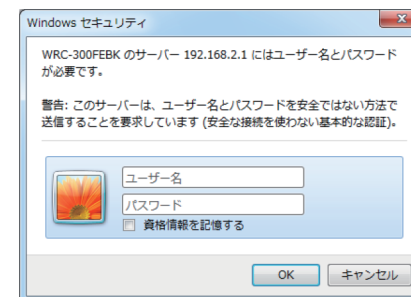 Windows セキュリティ
WRC-300FEBK のサーバー 192.168.2.1 にはユーザー名とパスワード
が必要です。
警告: このサーバーは、ユーザー名とパスワードを安全ではない方法で
送信することを要求しています (安全な接続を使わない基本的な認証)。
ユーザー名
パスワード
資格情報を記憶する
OK キャンセル